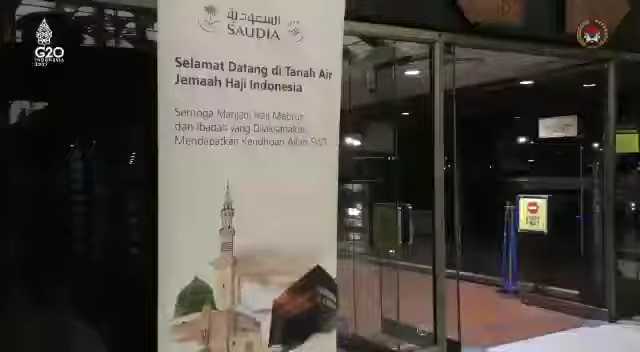 G20
INDONESIA
2022
السعودية
SAUDIA
Selamat Datang di Tanah Air
Jemaah Haji Indonesia
Semoga Menjadi Haji Mabrur
dan Ibadah yang Dilaksanakan
Mendapatkan Keridhoan Allah SWT